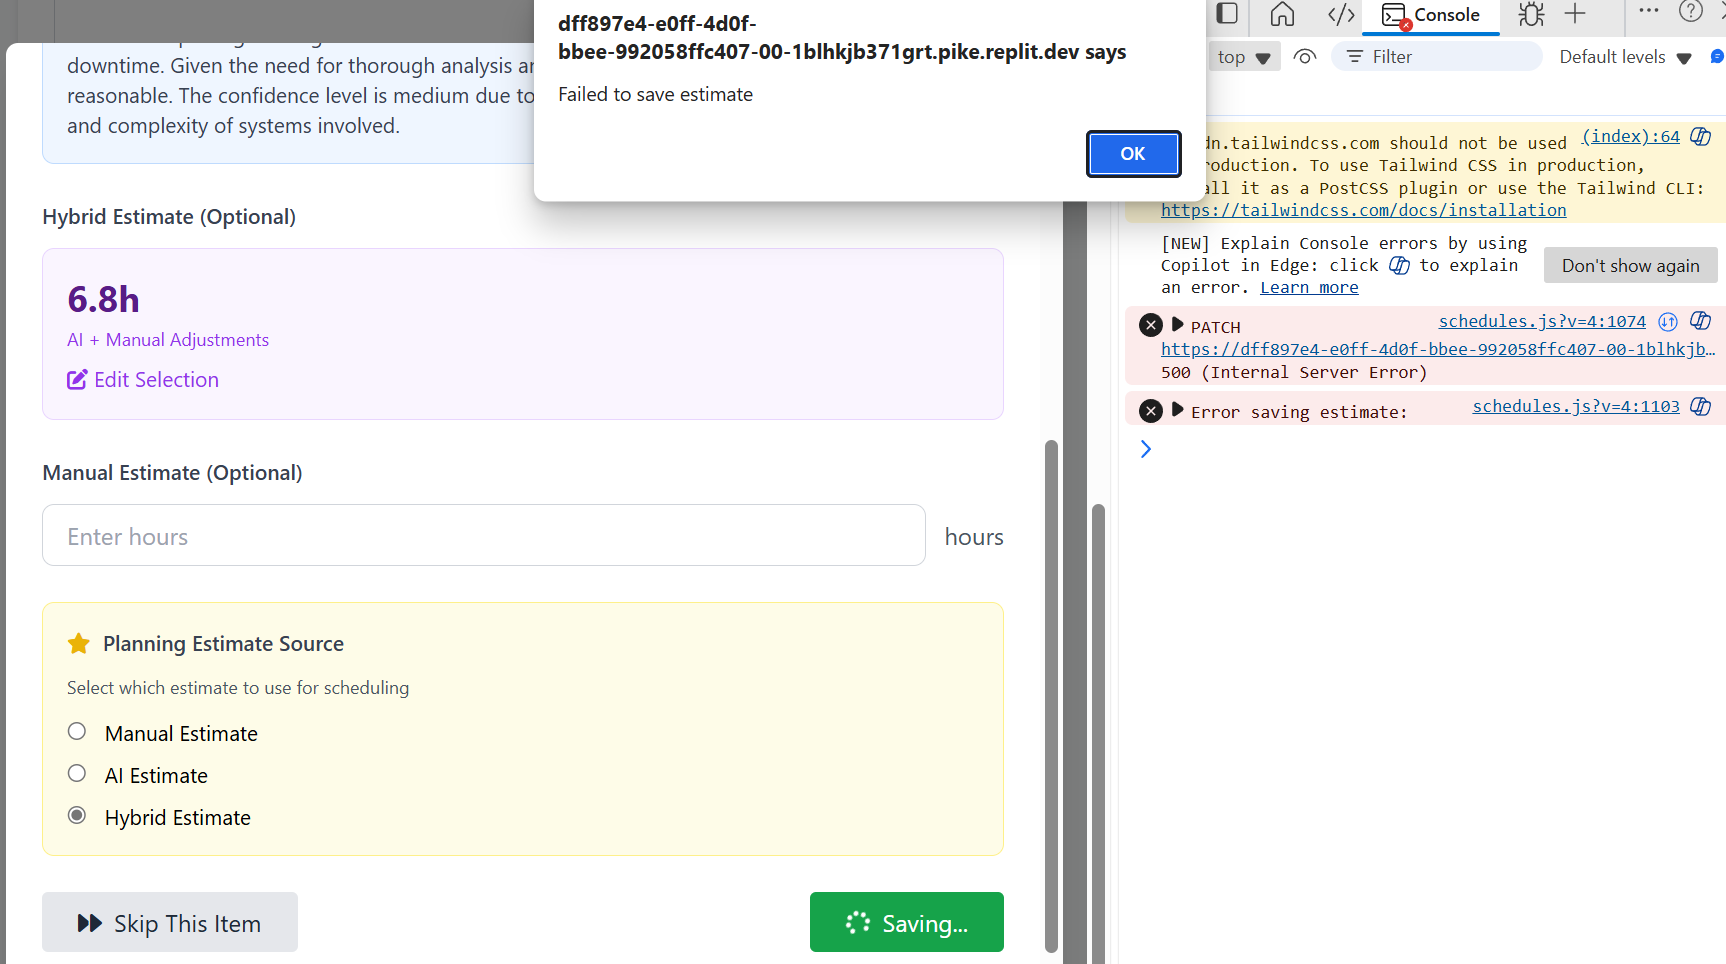 dff897e4-e0ff-4d0f-
bbee-992058ffc407-00-1blhkjb371grt.pike.replit.dev says
Failed to save estimate
OK
downtime. Given the need for thorough analysis
reasonable. The confidence level is medium due to
and complexity of systems involved.
Hybrid Estimate (Optional)
6.8h
AI + Manual Adjustments
Edit Selection
Manual Estimate (Optional)
Enter hours
hours
Planning Estimate Source
Select which estimate to use for scheduling
Manual Estimate
AI Estimate
Hybrid Estimate
Skip This Item
Saving...
Console
top
Filter
Default levels
dn.tailwindcss.com should not be used
(index):64
roduction. To use Tailwind CSS in production,
all it as a PostCSS plugin or use the Tailwind CLI:
https://tailwindcss.com/docs/installation
[NEW] Explain Console errors by using
Copilot in Edge: click to explain
an error. Learn more
Don't show again
PATCH
schedules.js?v=4:1074
https://dff897e4-e0ff-4d0f-bbee-992058ffc407-00-1blhkjb…
500 (Internal Server Error)
Error saving estimate:
schedules.js?v=4:1103